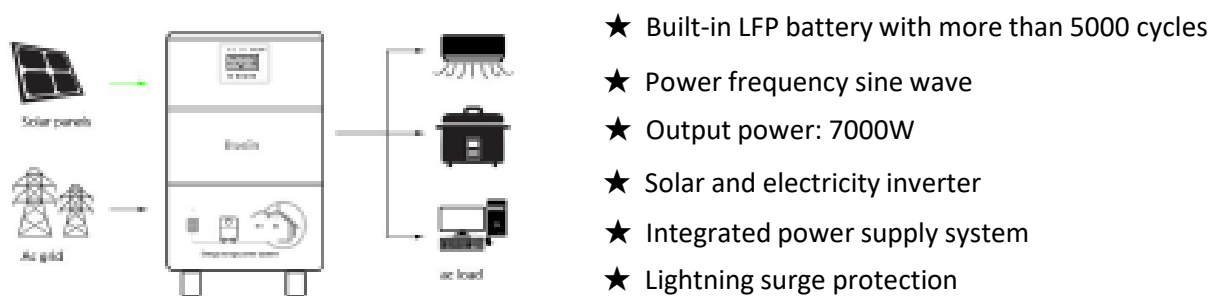 Solar panels
Ac grid
ac load
★ Built-in LFP battery with more than 5000 cycles
★ Power frequency sine wave
★ Output power: 7000W
★ Solar and electricity inverter
★ Integrated power supply system
★ Lightning surge protection